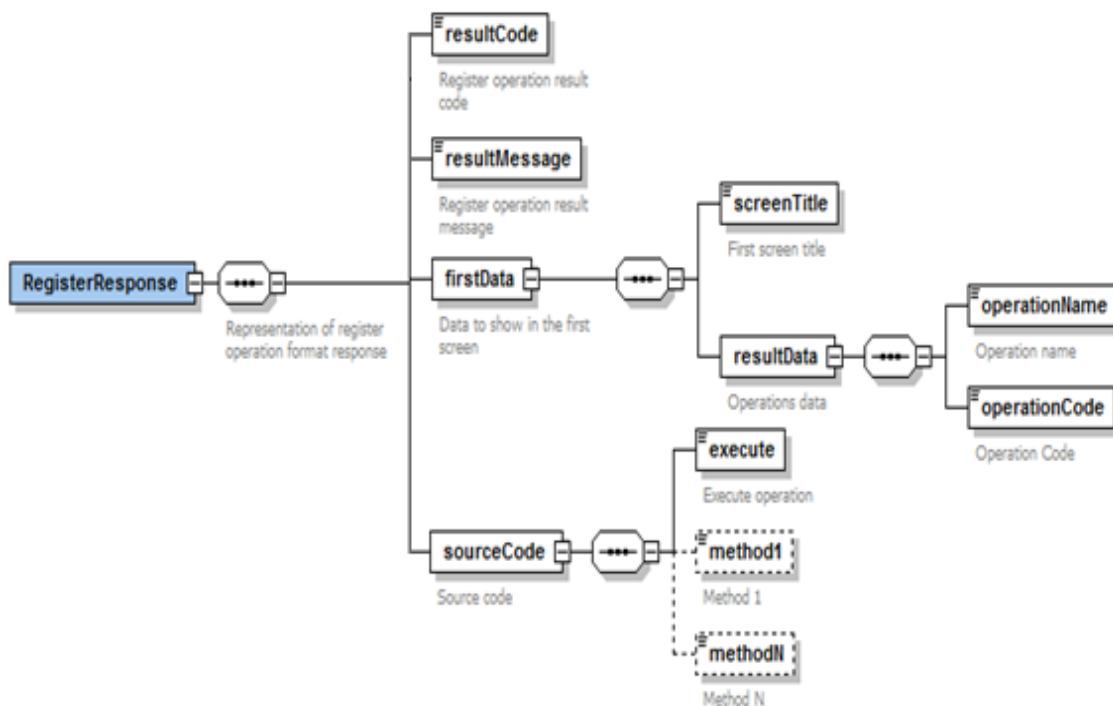 resultCode
Register operation result
code
resultMessage
Register operation result
message
RegisterResponse
Representation of register
operation format response
firstData
Data to show in the first
screen
screenTitle
First screen title
resultData
Operations data
operationName
Operation name
operationCode
Operation Code
sourceCode
Source code
execute
Execute operation
method1
Method 1
methodN
Method N